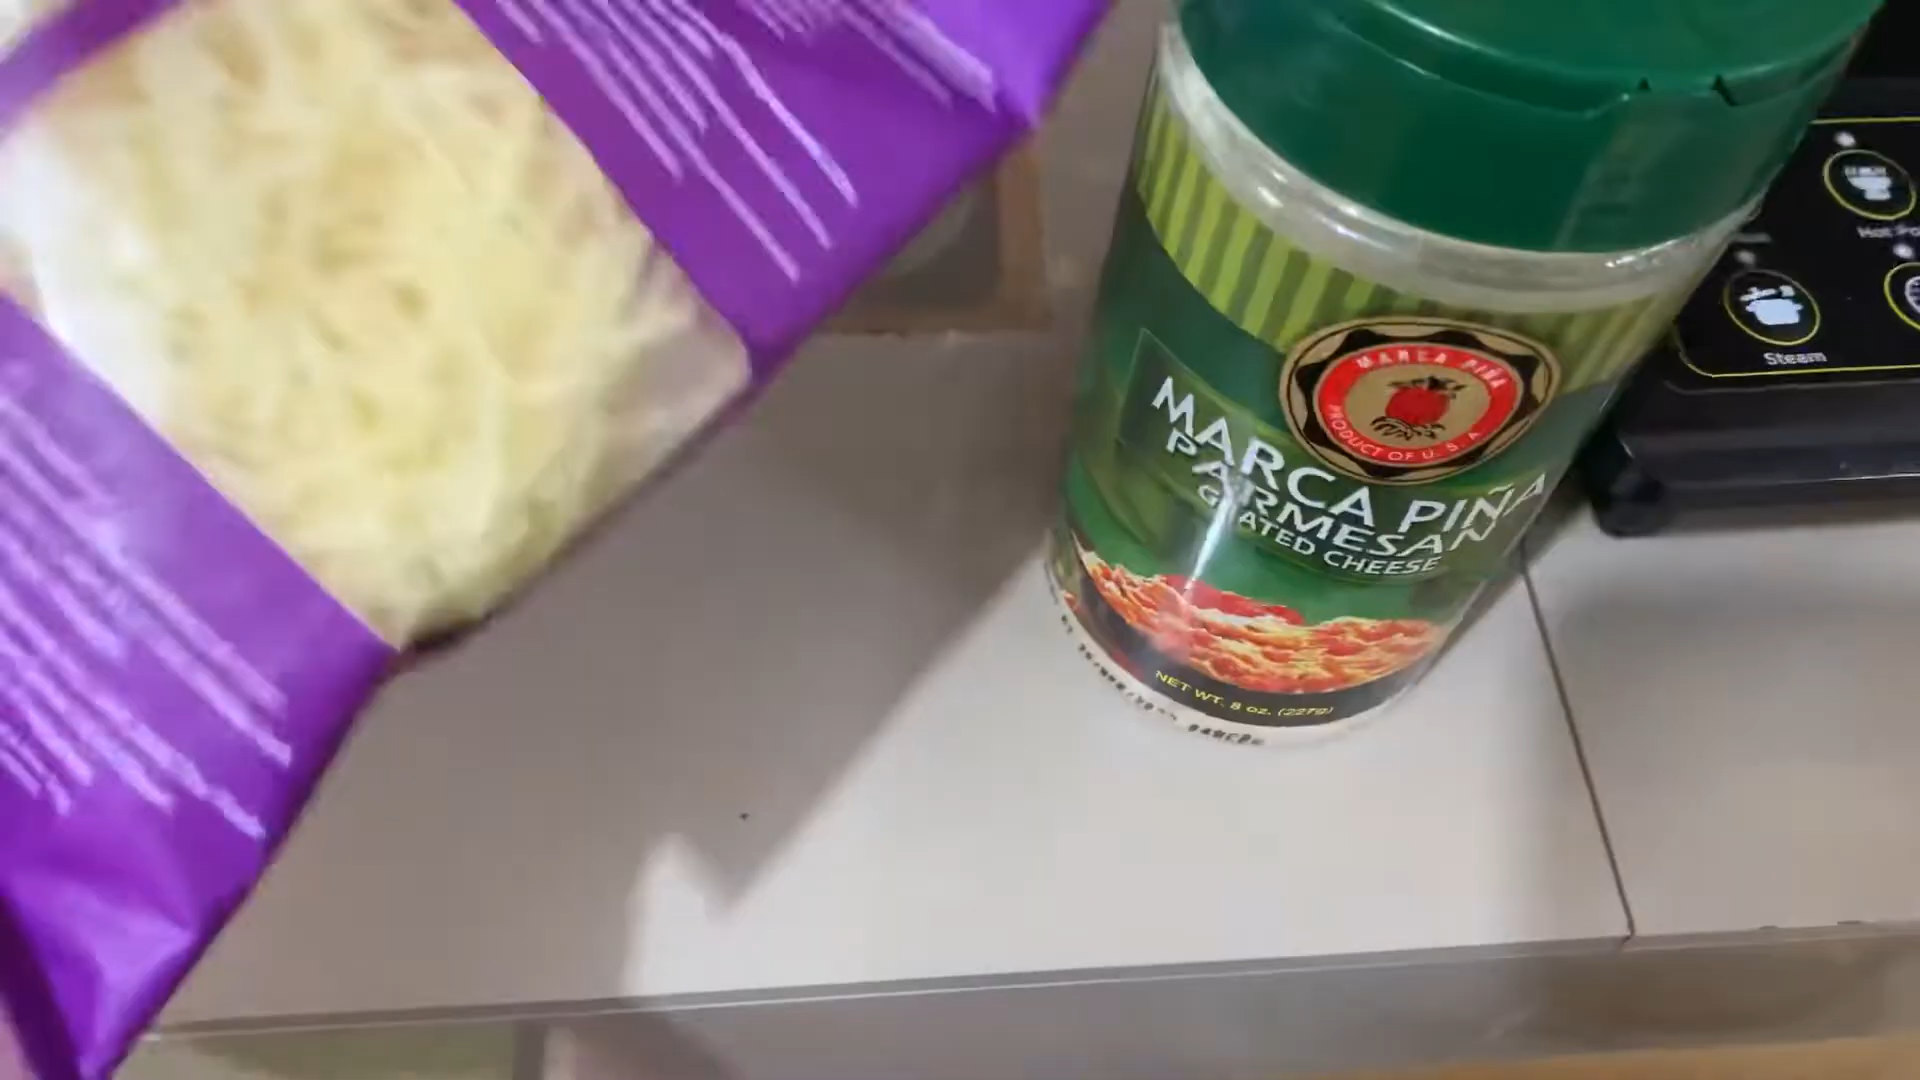 MARCA PIÑA
PRODUCT OF U. S. A.
MARCA PIÑA
PARMESAN
GRATED CHEESE
NET WT. 8 oz. (227g)
Steam